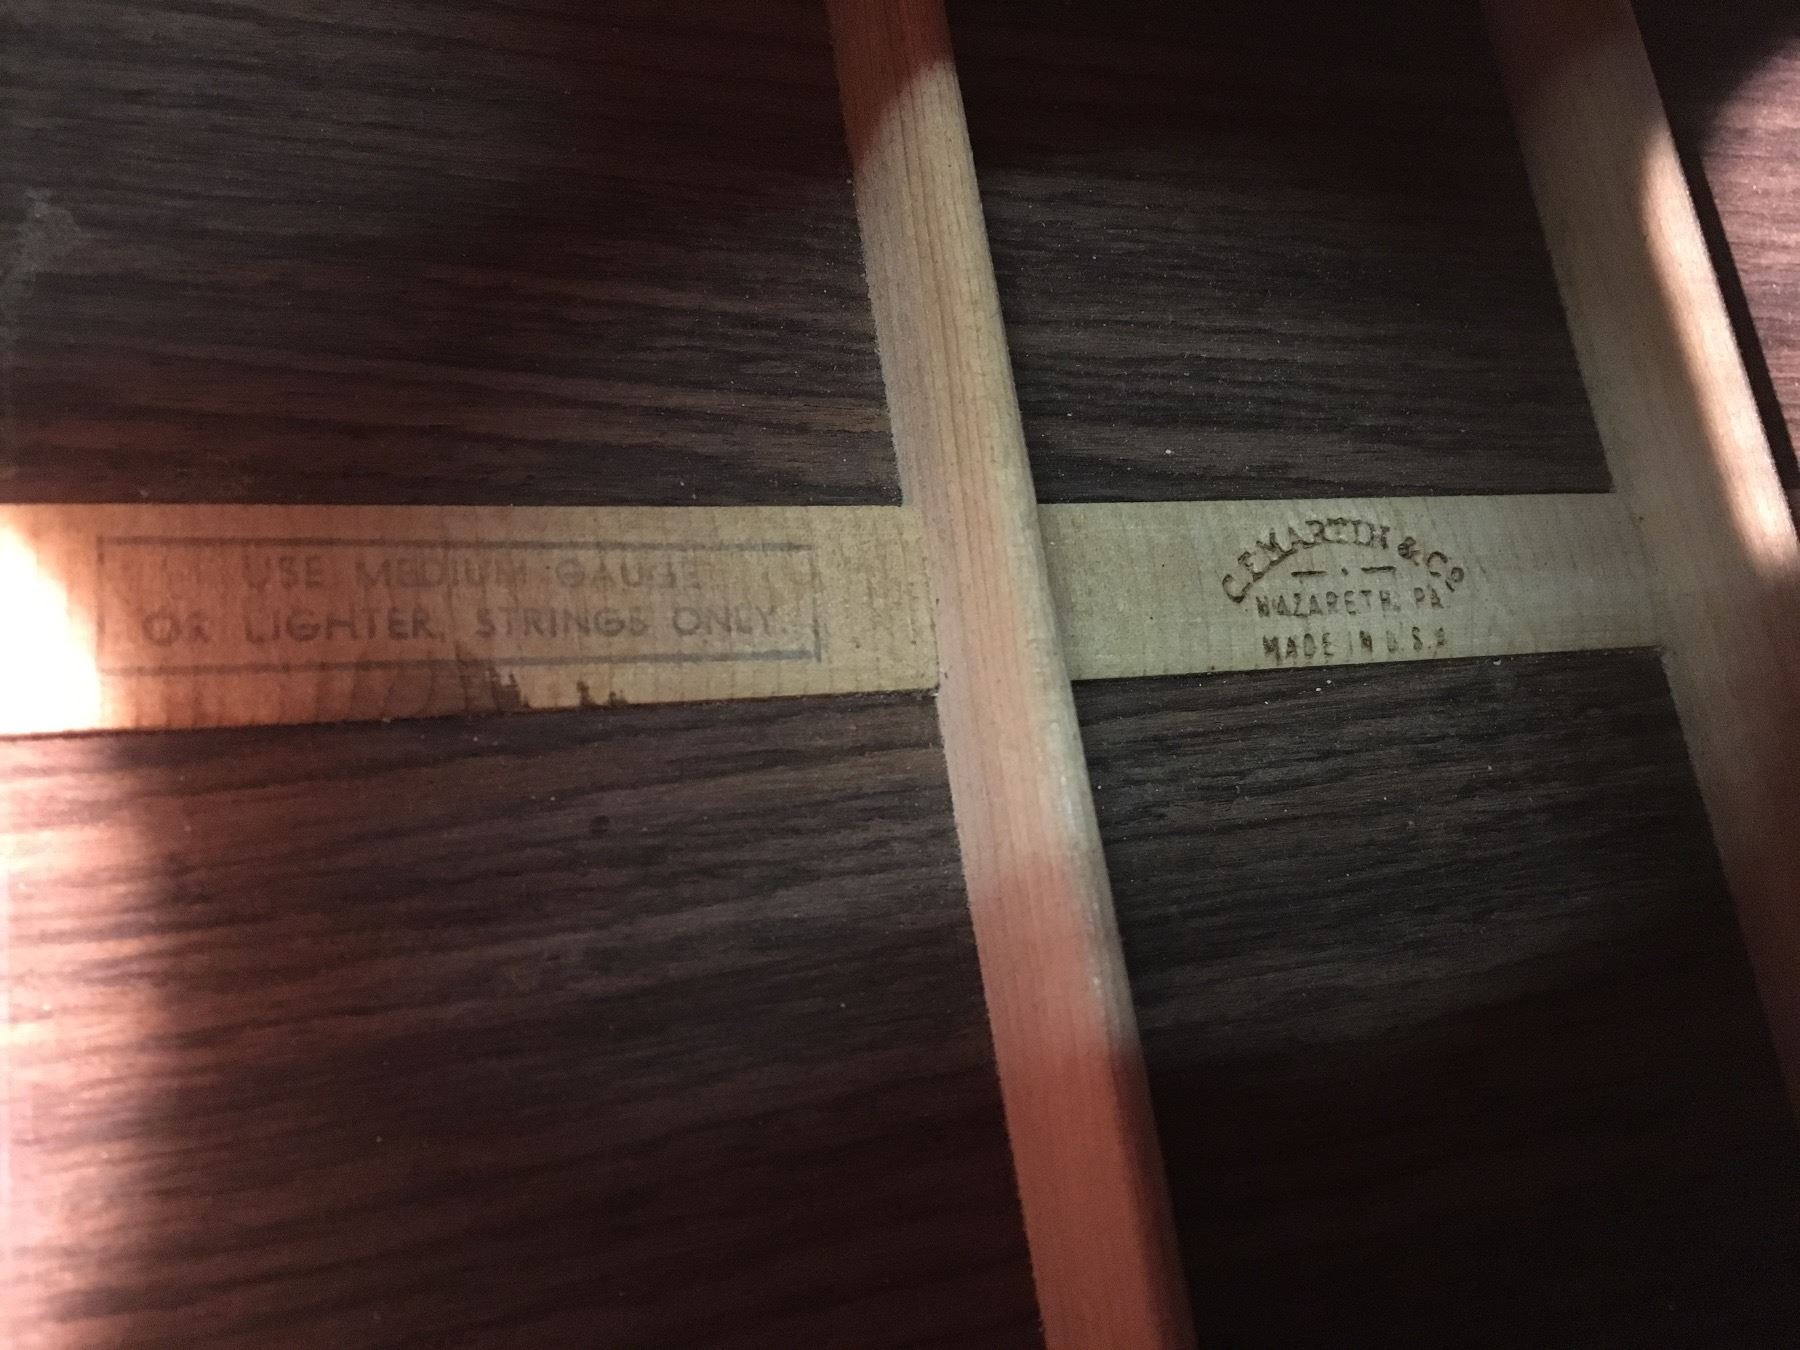 USE MEDIUM GAUGE
OR LIGHTER STRINGS ONLY.
C.F. MARTIN & Co.
NAZARETH, PA
MADE IN U.S.A